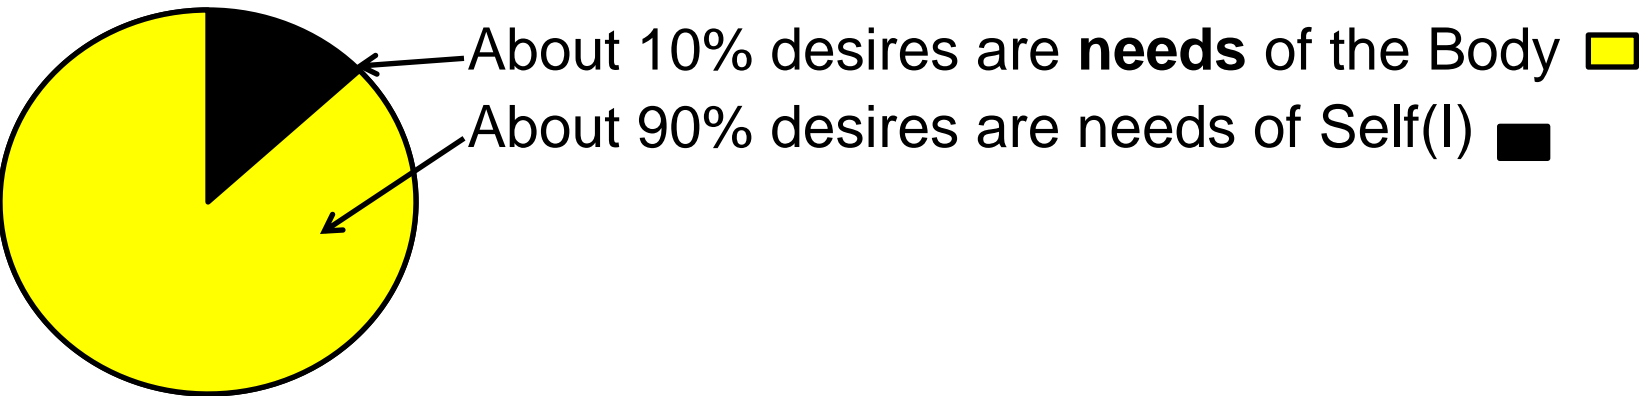 About 10% desires are needs of the Body
About 90% desires are needs of Self(I)